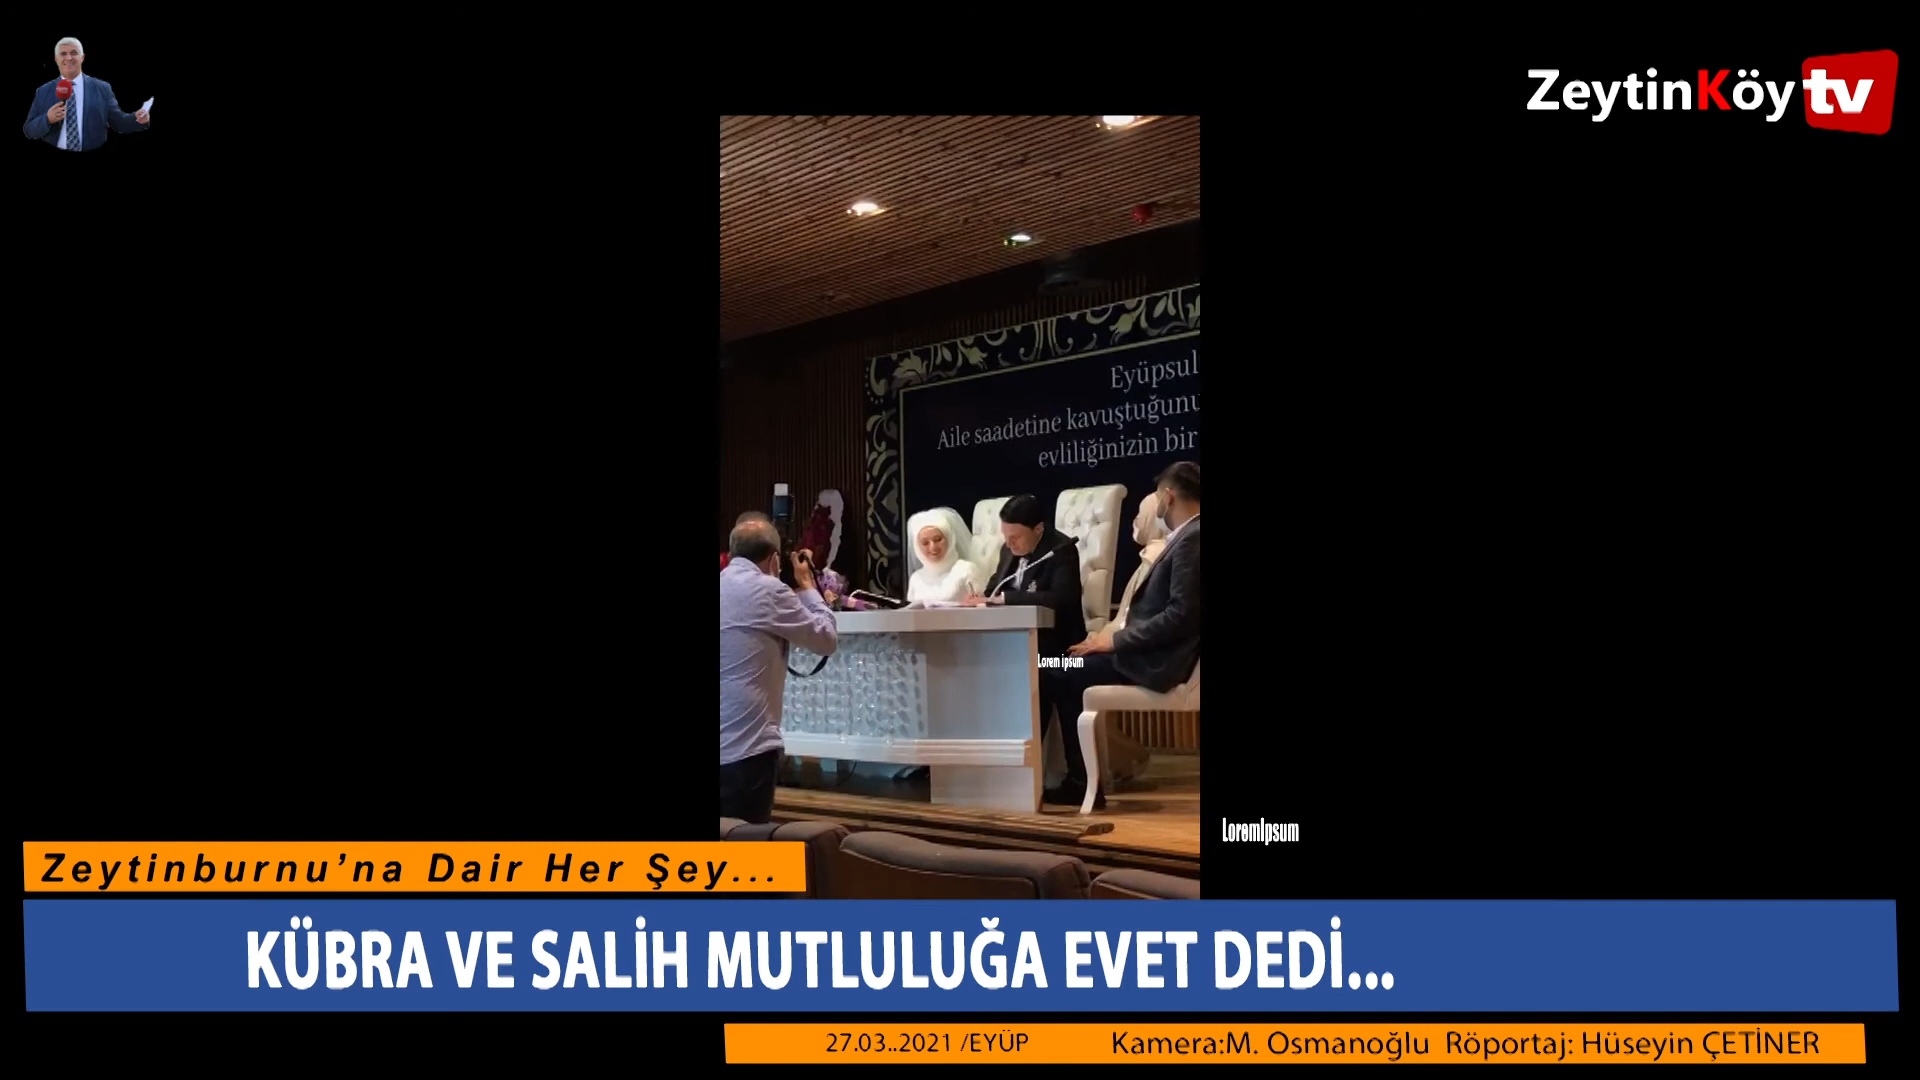 ZeytinKöy tv
Eyüpsul
Aile saadetine kavuştuğunu
evliliğinizin bir
Lorem ipsum
LoremIpsum
Zeytinburnu’na Dair Her Şey...
KÜBRA VE SALİH MUTLULUĞA EVET DEDİ...
27.03..2021 /EYÜP Kamera:M. Osmanoğlu Röportaj: Hüseyin ÇETİNER